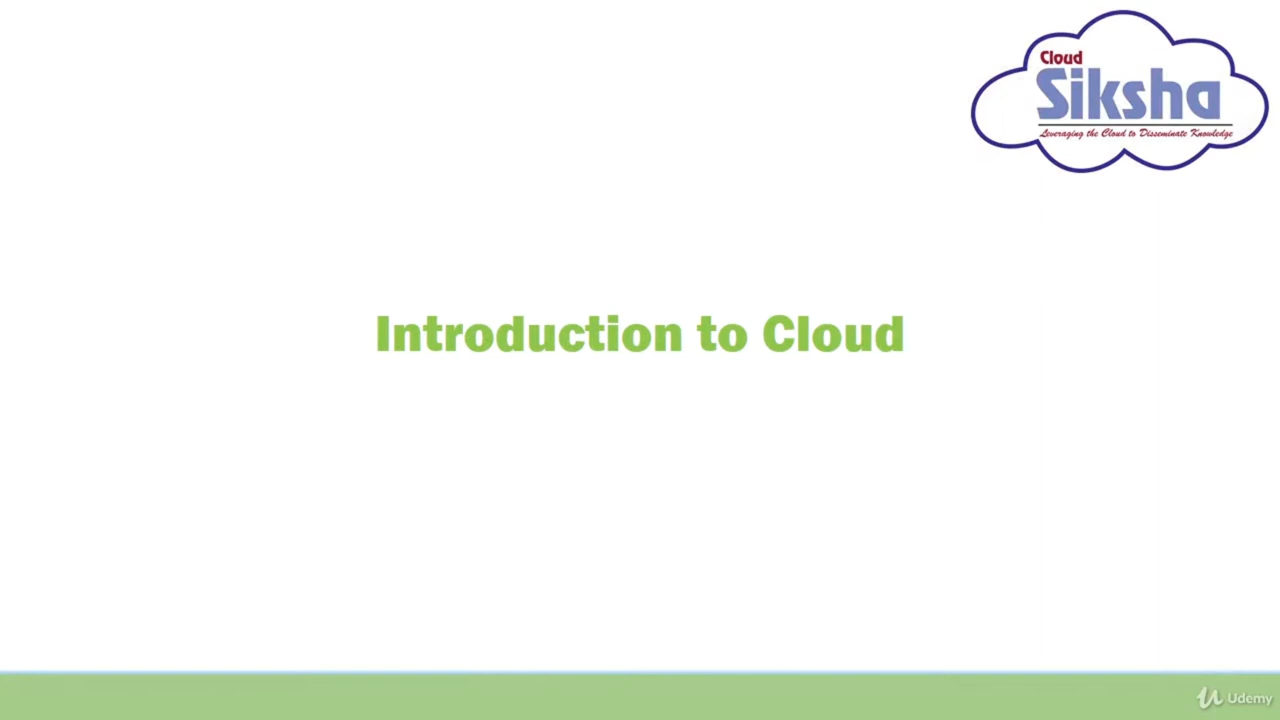 Cloud
Siksha
Leveraging the Cloud to Disseminate Knowledge
Introduction to Cloud
Udemy